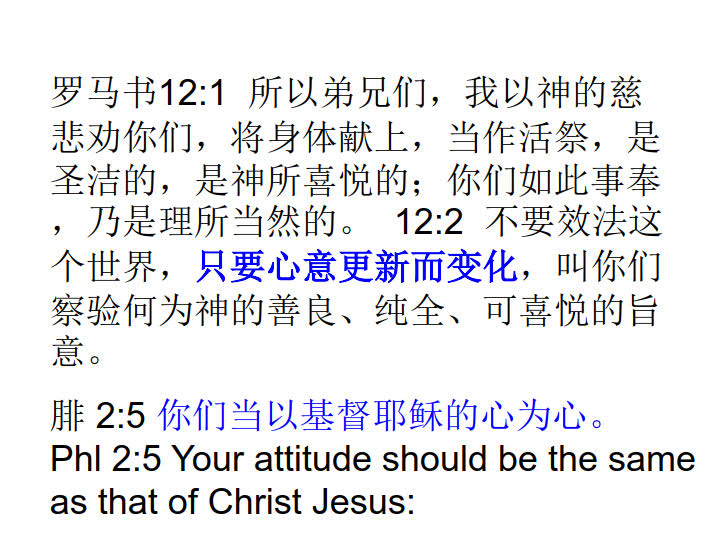 罗马书12:1  所以弟兄们，我以神的慈
悲劝你们，将身体献上，当作活祭，是
圣洁的，是神所喜悦的；你们如此事奉
，乃是理所当然的。  12:2  不要效法这
个世界，只要心意更新而变化，叫你们
察验何为神的善良、纯全、可喜悦的旨
意。
腓 2:5 你们当以基督耶稣的心为心。
Phl 2:5 Your attitude should be the same
as that of Christ Jesus: